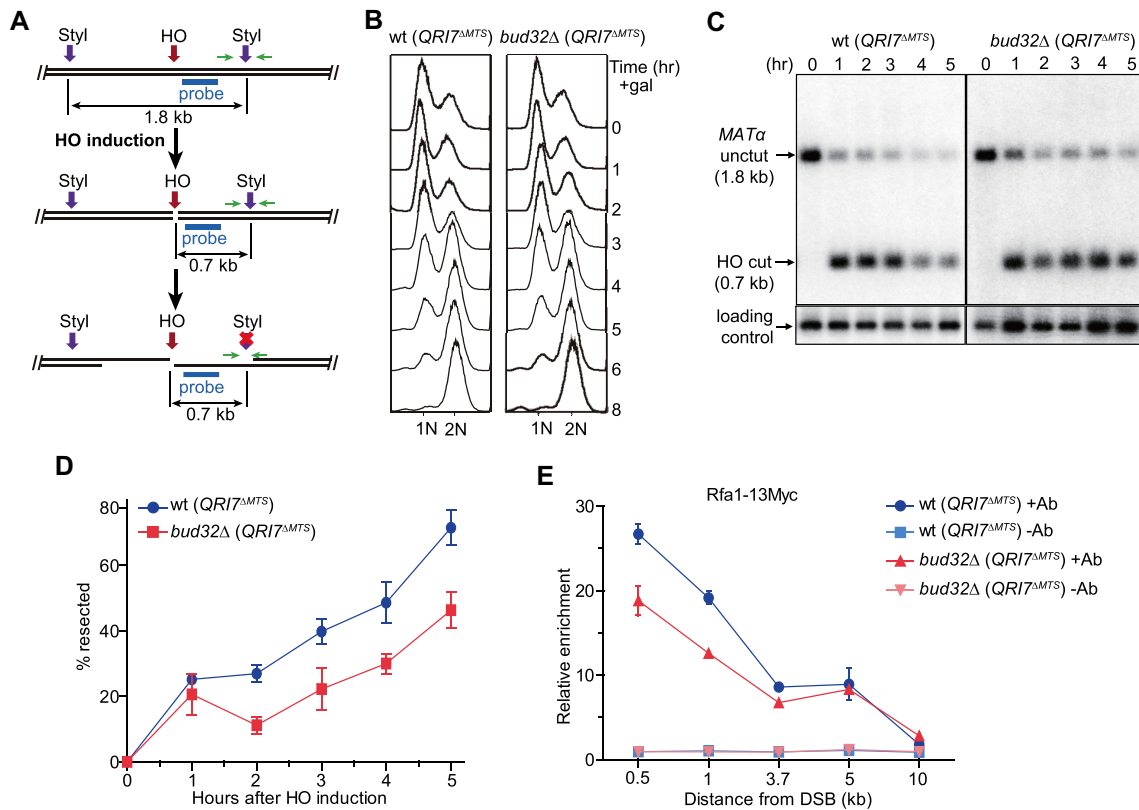 A
StyI HO StyI
probe
1.8 kb
HO induction
StyI HO StyI
probe
0.7 kb
StyI HO StyI
probe
0.7 kb
B
wt (QRI7ΔMTS) bud32Δ (QRI7ΔMTS)
Time (hr)
+gal
0
1
2
3
4
5
6
8
1N 2N 1N 2N
C
wt (QRI7ΔMTS) bud32Δ (QRI7ΔMTS)
(hr) 0 1 2 3 4 5 0 1 2 3 4 5
MATα
unctut
(1.8 kb)
HO cut
(0.7 kb)
loading
control
D
wt (QRI7ΔMTS)
bud32Δ (QRI7ΔMTS)
% resected
80
60
40
20
0
0 1 2 3 4 5
Hours after HO induction
E
Rfa1-13Myc
wt (QRI7ΔMTS) +Ab
wt (QRI7ΔMTS) -Ab
bud32Δ (QRI7ΔMTS) +Ab
bud32Δ (QRI7ΔMTS) -Ab
Relative enrichment
30
20
10
0
0.5 1 3.7 5 10
Distance from DSB (kb)